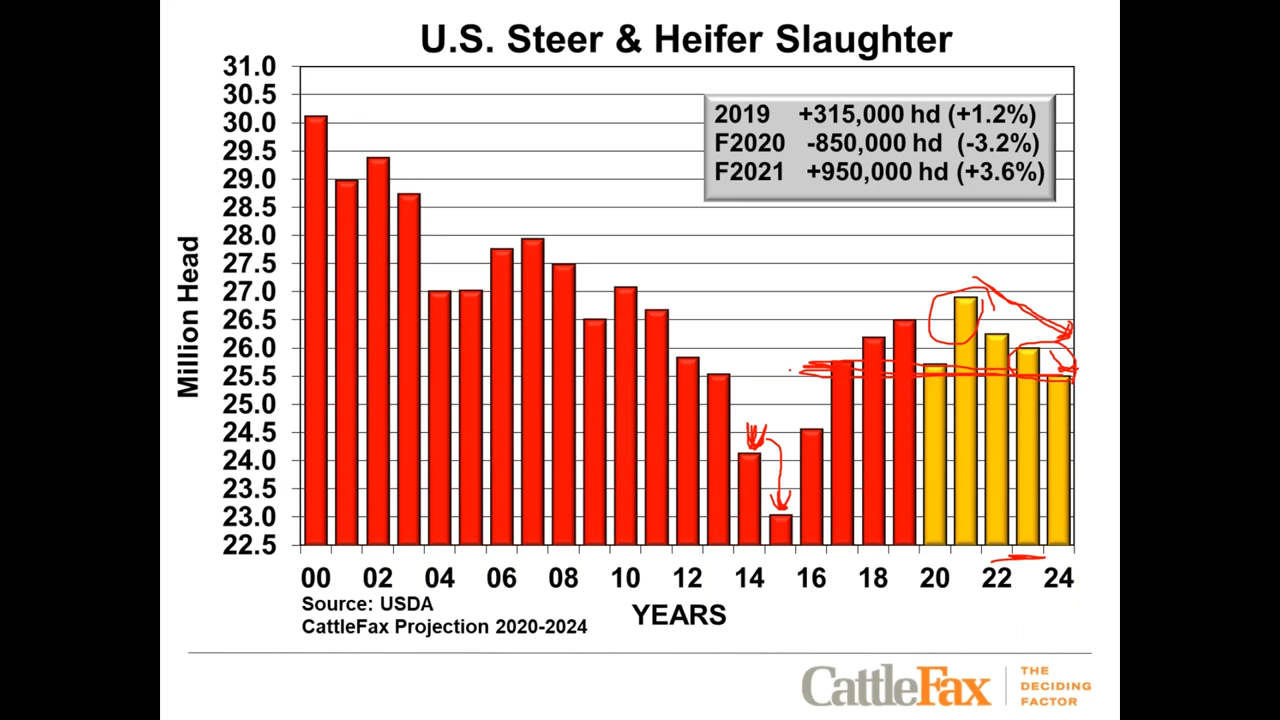 U.S. Steer & Heifer Slaughter
31.0
30.5
30.0
29.5
29.0
28.5
28.0
27.5
27.0
26.5
26.0
25.5
25.0
24.5
24.0
23.5
23.0
22.5
Million Head
2019 +315,000 hd (+1.2%)
F2020 -850,000 hd (-3.2%)
F2021 +950,000 hd (+3.6%)
00 02 04 06 08 10 12 14 16 18 20 22 24
YEARS
Source: USDA
CattleFax Projection 2020-2024
CattleFax
THE
DECIDING
FACTOR